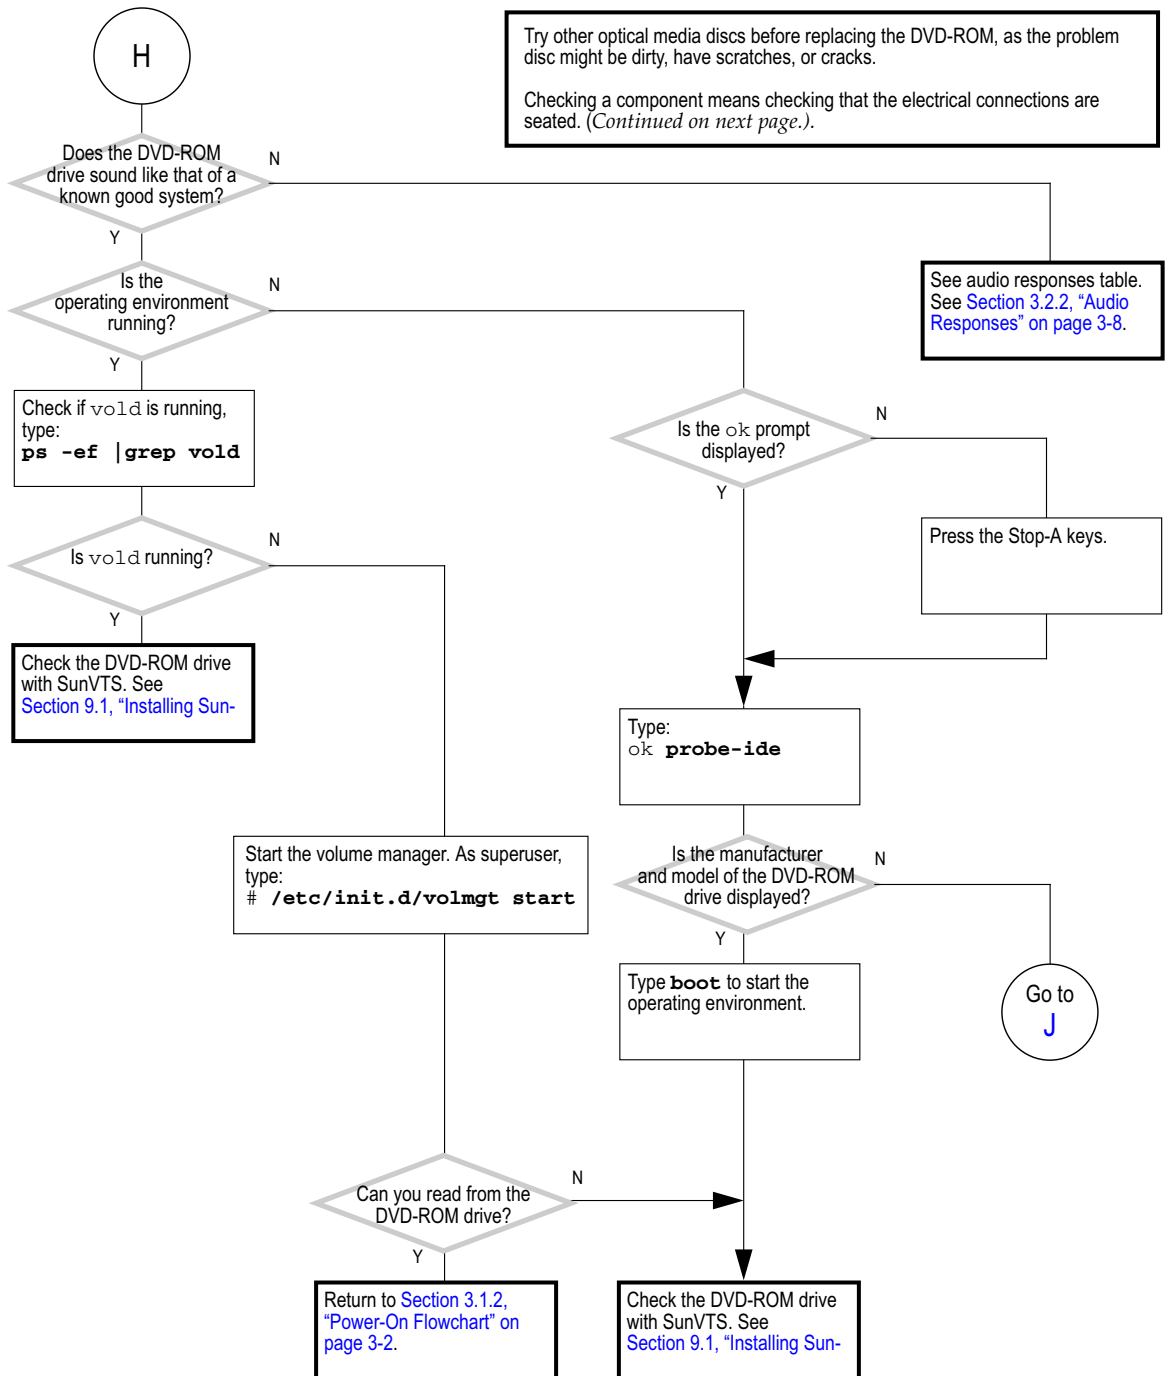 H
Try other optical media discs before replacing the DVD-ROM, as the problem
disc might be dirty, have scratches, or cracks.
Checking a component means checking that the electrical connections are
seated. (Continued on next page.).
Does the DVD-ROM
drive sound like that of a
known good system?
N
Y
See audio responses table.
See Section 3.2.2, “Audio
Responses” on page 3-8.
Is the
operating environment
running?
N
Y
Check if vold is running,
type:
ps -ef |grep vold
Is the ok prompt
displayed?
N
Y
Press the Stop-A keys.
Is vold running?
N
Y
Check the DVD-ROM drive
with SunVTS. See
Section 9.1, “Installing Sun-
Type:
ok probe-ide
Start the volume manager. As superuser,
type:
# /etc/init.d/volmgt start
Is the manufacturer
and model of the DVD-ROM
drive displayed?
N
Y
Type boot to start the
operating environment.
Go to
J
Can you read from the
DVD-ROM drive?
N
Y
Return to Section 3.1.2,
“Power-On Flowchart” on
page 3-2.
Check the DVD-ROM drive
with SunVTS. See
Section 9.1, “Installing Sun-